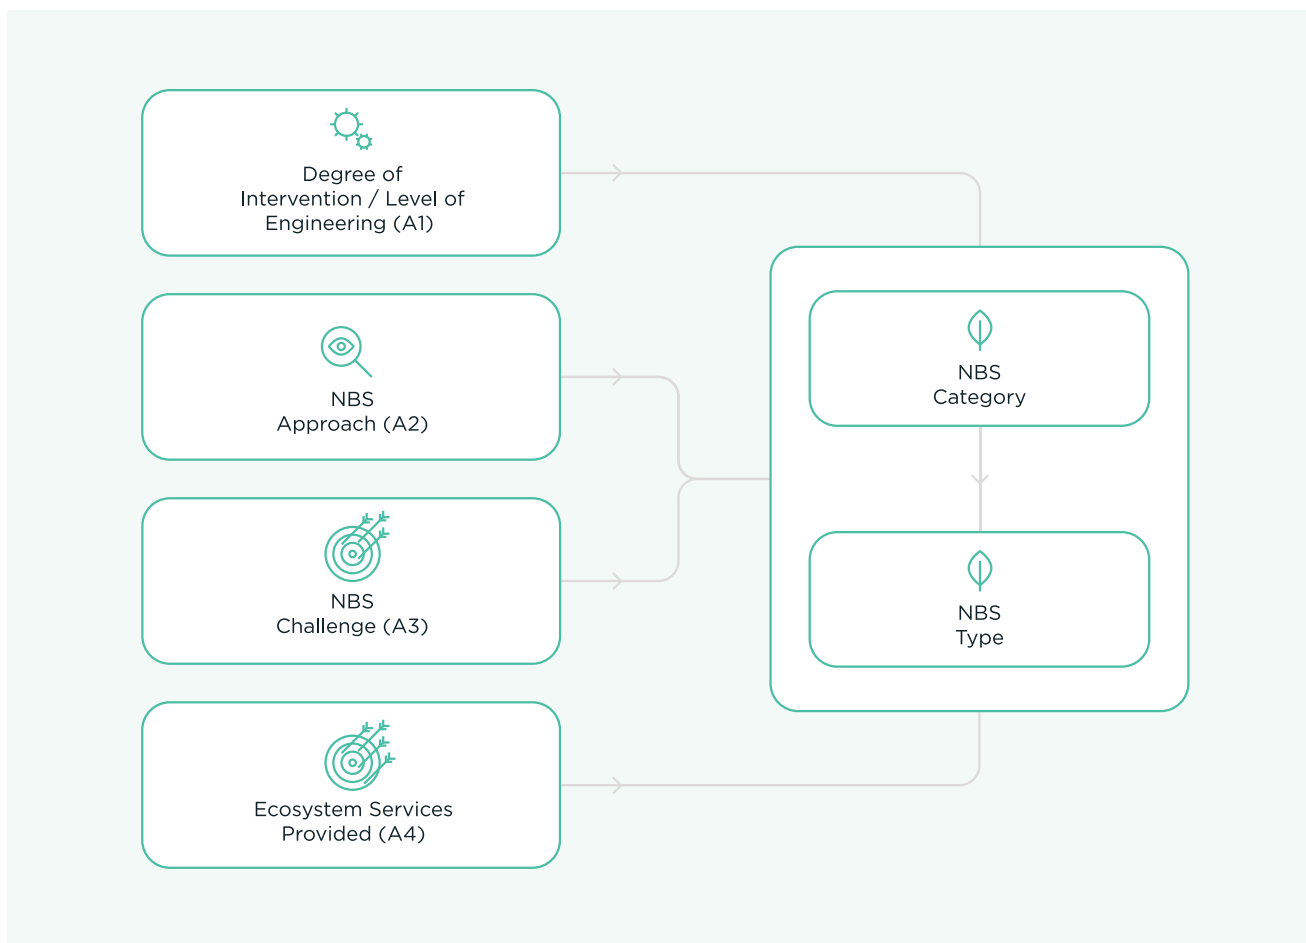 Degree of
Intervention / Level of
Engineering (A1)
NBS
Approach (A2)
NBS
Challenge (A3)
Ecosystem Services
Provided (A4)
NBS
Category
NBS
Type